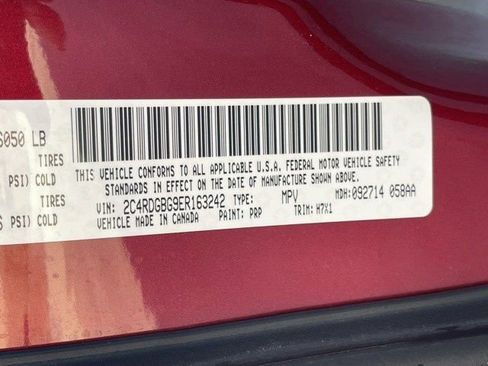 6050 LB
TIRES
PSI) COLD
TIRES
PSI) COLD
THIS VEHICLE CONFORMS TO ALL APPLICABLE U.S.A. FEDERAL MOTOR VEHICLE SAFETY
STANDARDS IN EFFECT ON THE DATE OF MANUFACTURE SHOWN ABOVE.
VIN: 2C4RDGBG9ER163242 TYPE: MPV MDH: 092714 058AA
VEHICLE MADE IN CANADA PAINT: PRP TRIM: H7X1